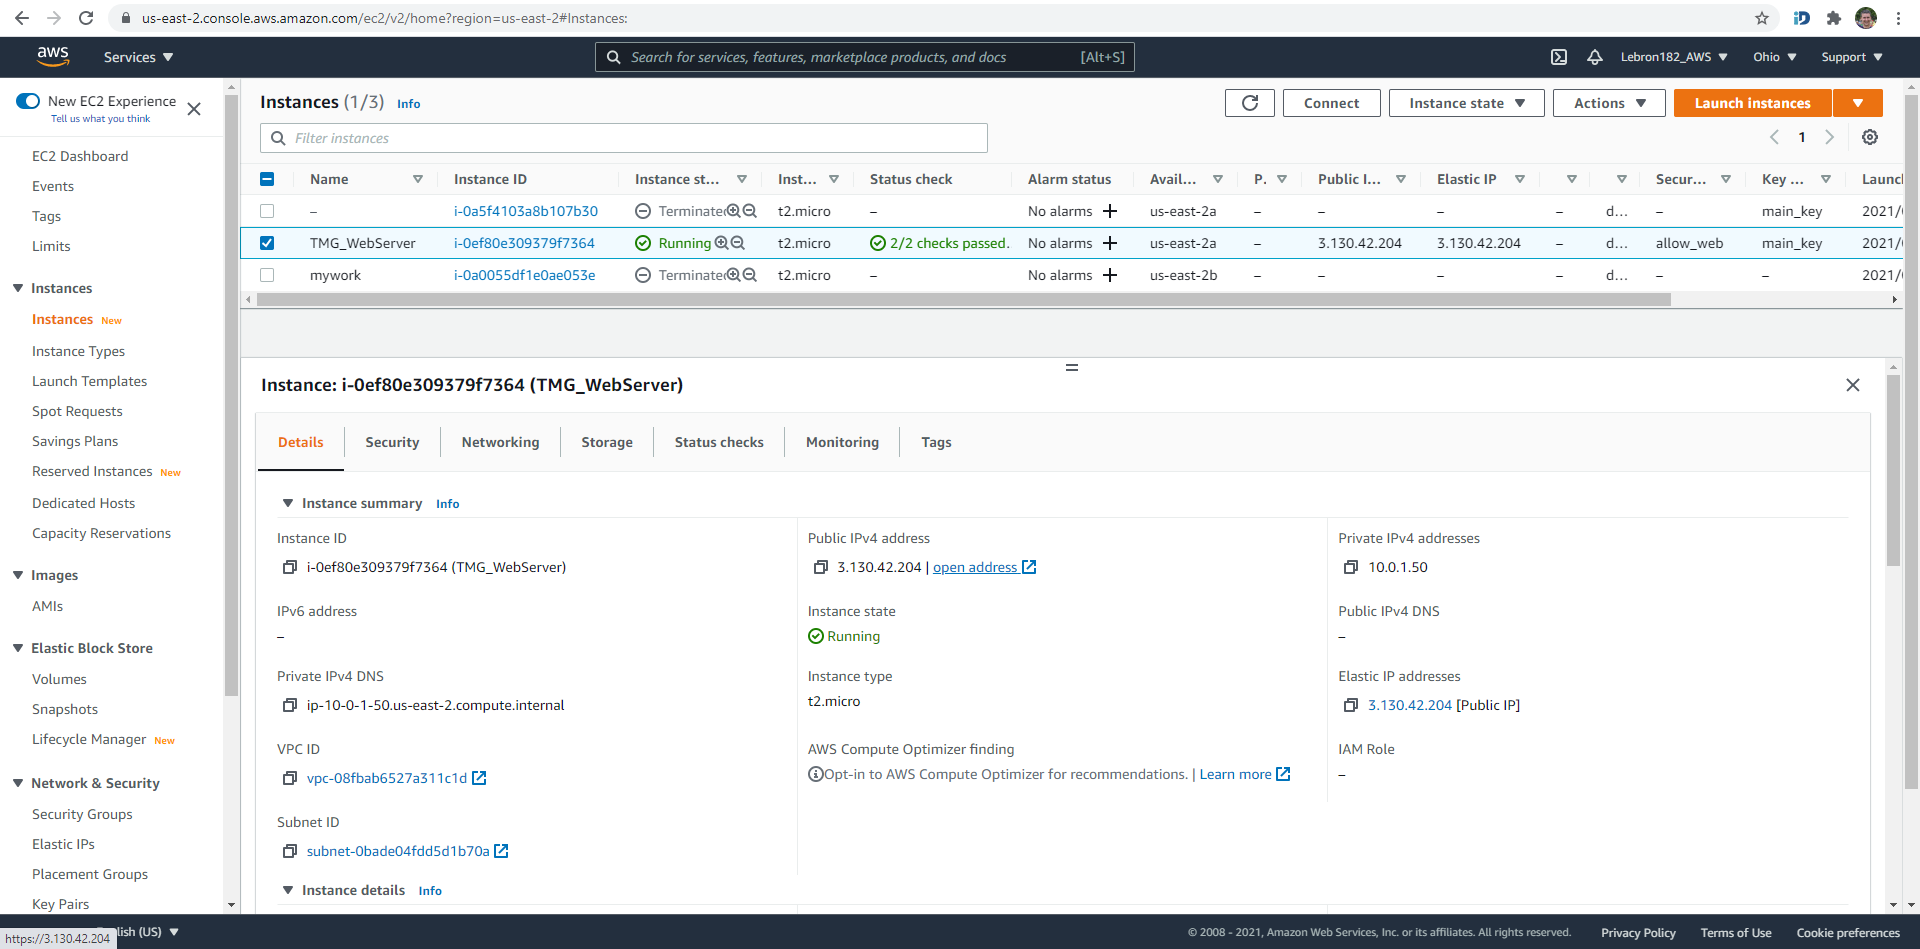 us-east-2.console.aws.amazon.com/ec2/v2/home?region=us-east-2#Instances:
aws Services Search for services, features, marketplace products, and docs [Alt+S] Lebron182_AWS Ohio Support
New EC2 Experience
Tell us what you think
EC2 Dashboard
Events
Tags
Limits
Instances
Instances New
Instance Types
Launch Templates
Spot Requests
Savings Plans
Reserved Instances New
Dedicated Hosts
Capacity Reservations
Images
AMIs
Elastic Block Store
Volumes
Snapshots
Lifecycle Manager New
Network & Security
Security Groups
Elastic IPs
Placement Groups
Key Pairs
Instances (1/3) Info Connect Instance state Actions Launch instances
Filter instances 1
Name Instance ID Instance st... Inst... Status check Alarm status Avail... P. Public I... Elastic IP Secur... Key ... Launc
– i-0a5f4103a8b107b30 Terminate t2.micro – No alarms us-east-2a – – – – d... – main_key 2021/
TMG_WebServer i-0ef80e309379f7364 Running t2.micro 2/2 checks passed. No alarms us-east-2a – 3.130.42.204 3.130.42.204 – d... allow_web main_key 2021/
mywork i-0a0055df1e0ae053e Terminate t2.micro – No alarms us-east-2b – – – – d... – – 2021/
Instance: i-0ef80e309379f7364 (TMG_WebServer)
Details Security Networking Storage Status checks Monitoring Tags
Instance summary Info
Instance ID Public IPv4 address Private IPv4 addresses
i-0ef80e309379f7364 (TMG_WebServer) 3.130.42.204 | open address 10.0.1.50
IPv6 address Instance state Public IPv4 DNS
– Running –
Private IPv4 DNS Instance type Elastic IP addresses
ip-10-0-1-50.us-east-2.compute.internal t2.micro 3.130.42.204 [Public IP]
VPC ID AWS Compute Optimizer finding IAM Role
vpc-08fbab6527a311c1d Opt-in to AWS Compute Optimizer for recommendations. | Learn more –
Subnet ID
subnet-0bade04fdd5d1b70a
Instance details Info
https://3.130.42.204 lish (US) © 2008 - 2021, Amazon Web Services, Inc. or its affiliates. All rights reserved. Privacy Policy Terms of Use Cookie preferences